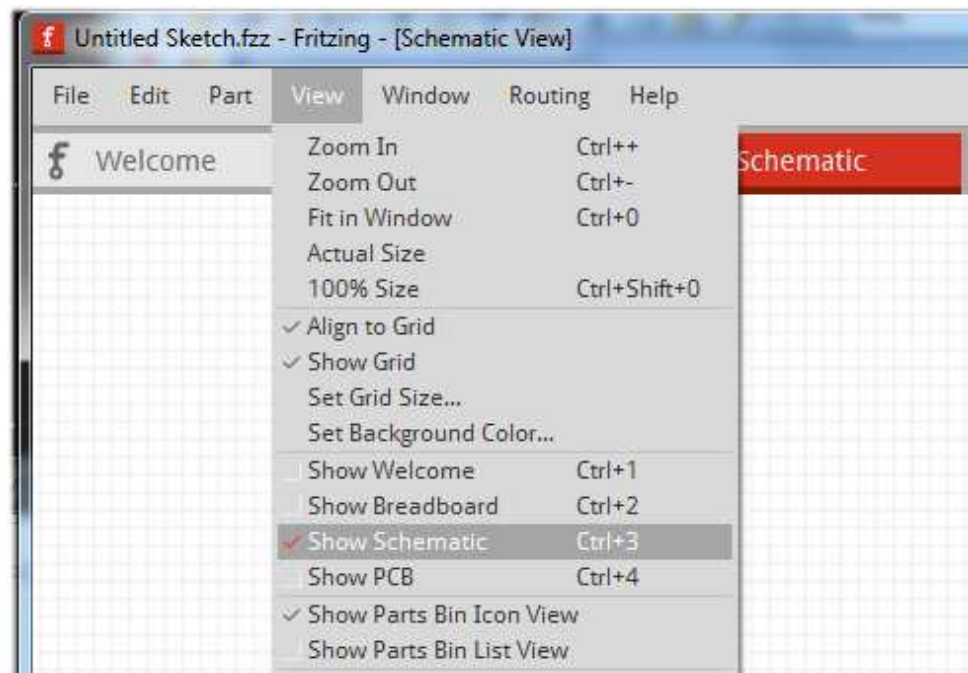 Untitled Sketch.fzz - Fritzing - [Schematic View]
File Edit Part View Window Routing Help
Welcome Schematic
Zoom In Ctrl++
Zoom Out Ctrl+-
Fit in Window Ctrl+0
Actual Size
100% Size Ctrl+Shift+0
Align to Grid
Show Grid
Set Grid Size...
Set Background Color...
Show Welcome Ctrl+1
Show Breadboard Ctrl+2
Show Schematic Ctrl+3
Show PCB Ctrl+4
Show Parts Bin Icon View
Show Parts Bin List View